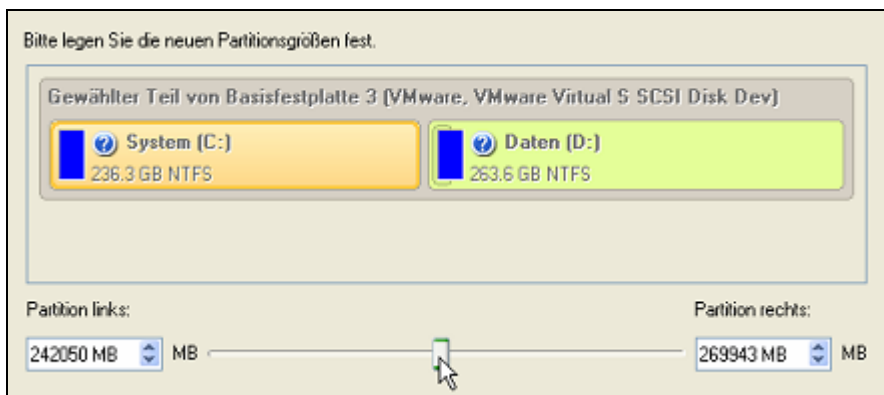 Bitte legen Sie die neuen Partitionsgrößen fest.
Gewählter Teil von Basisfestplatte 3 (VMware, VMware Virtual S SCSI Disk Dev)
System (C:)
236.3 GB NTFS
Daten (D:)
263.6 GB NTFS
Partition links:
Partition rechts:
242050 MB MB
269943 MB MB